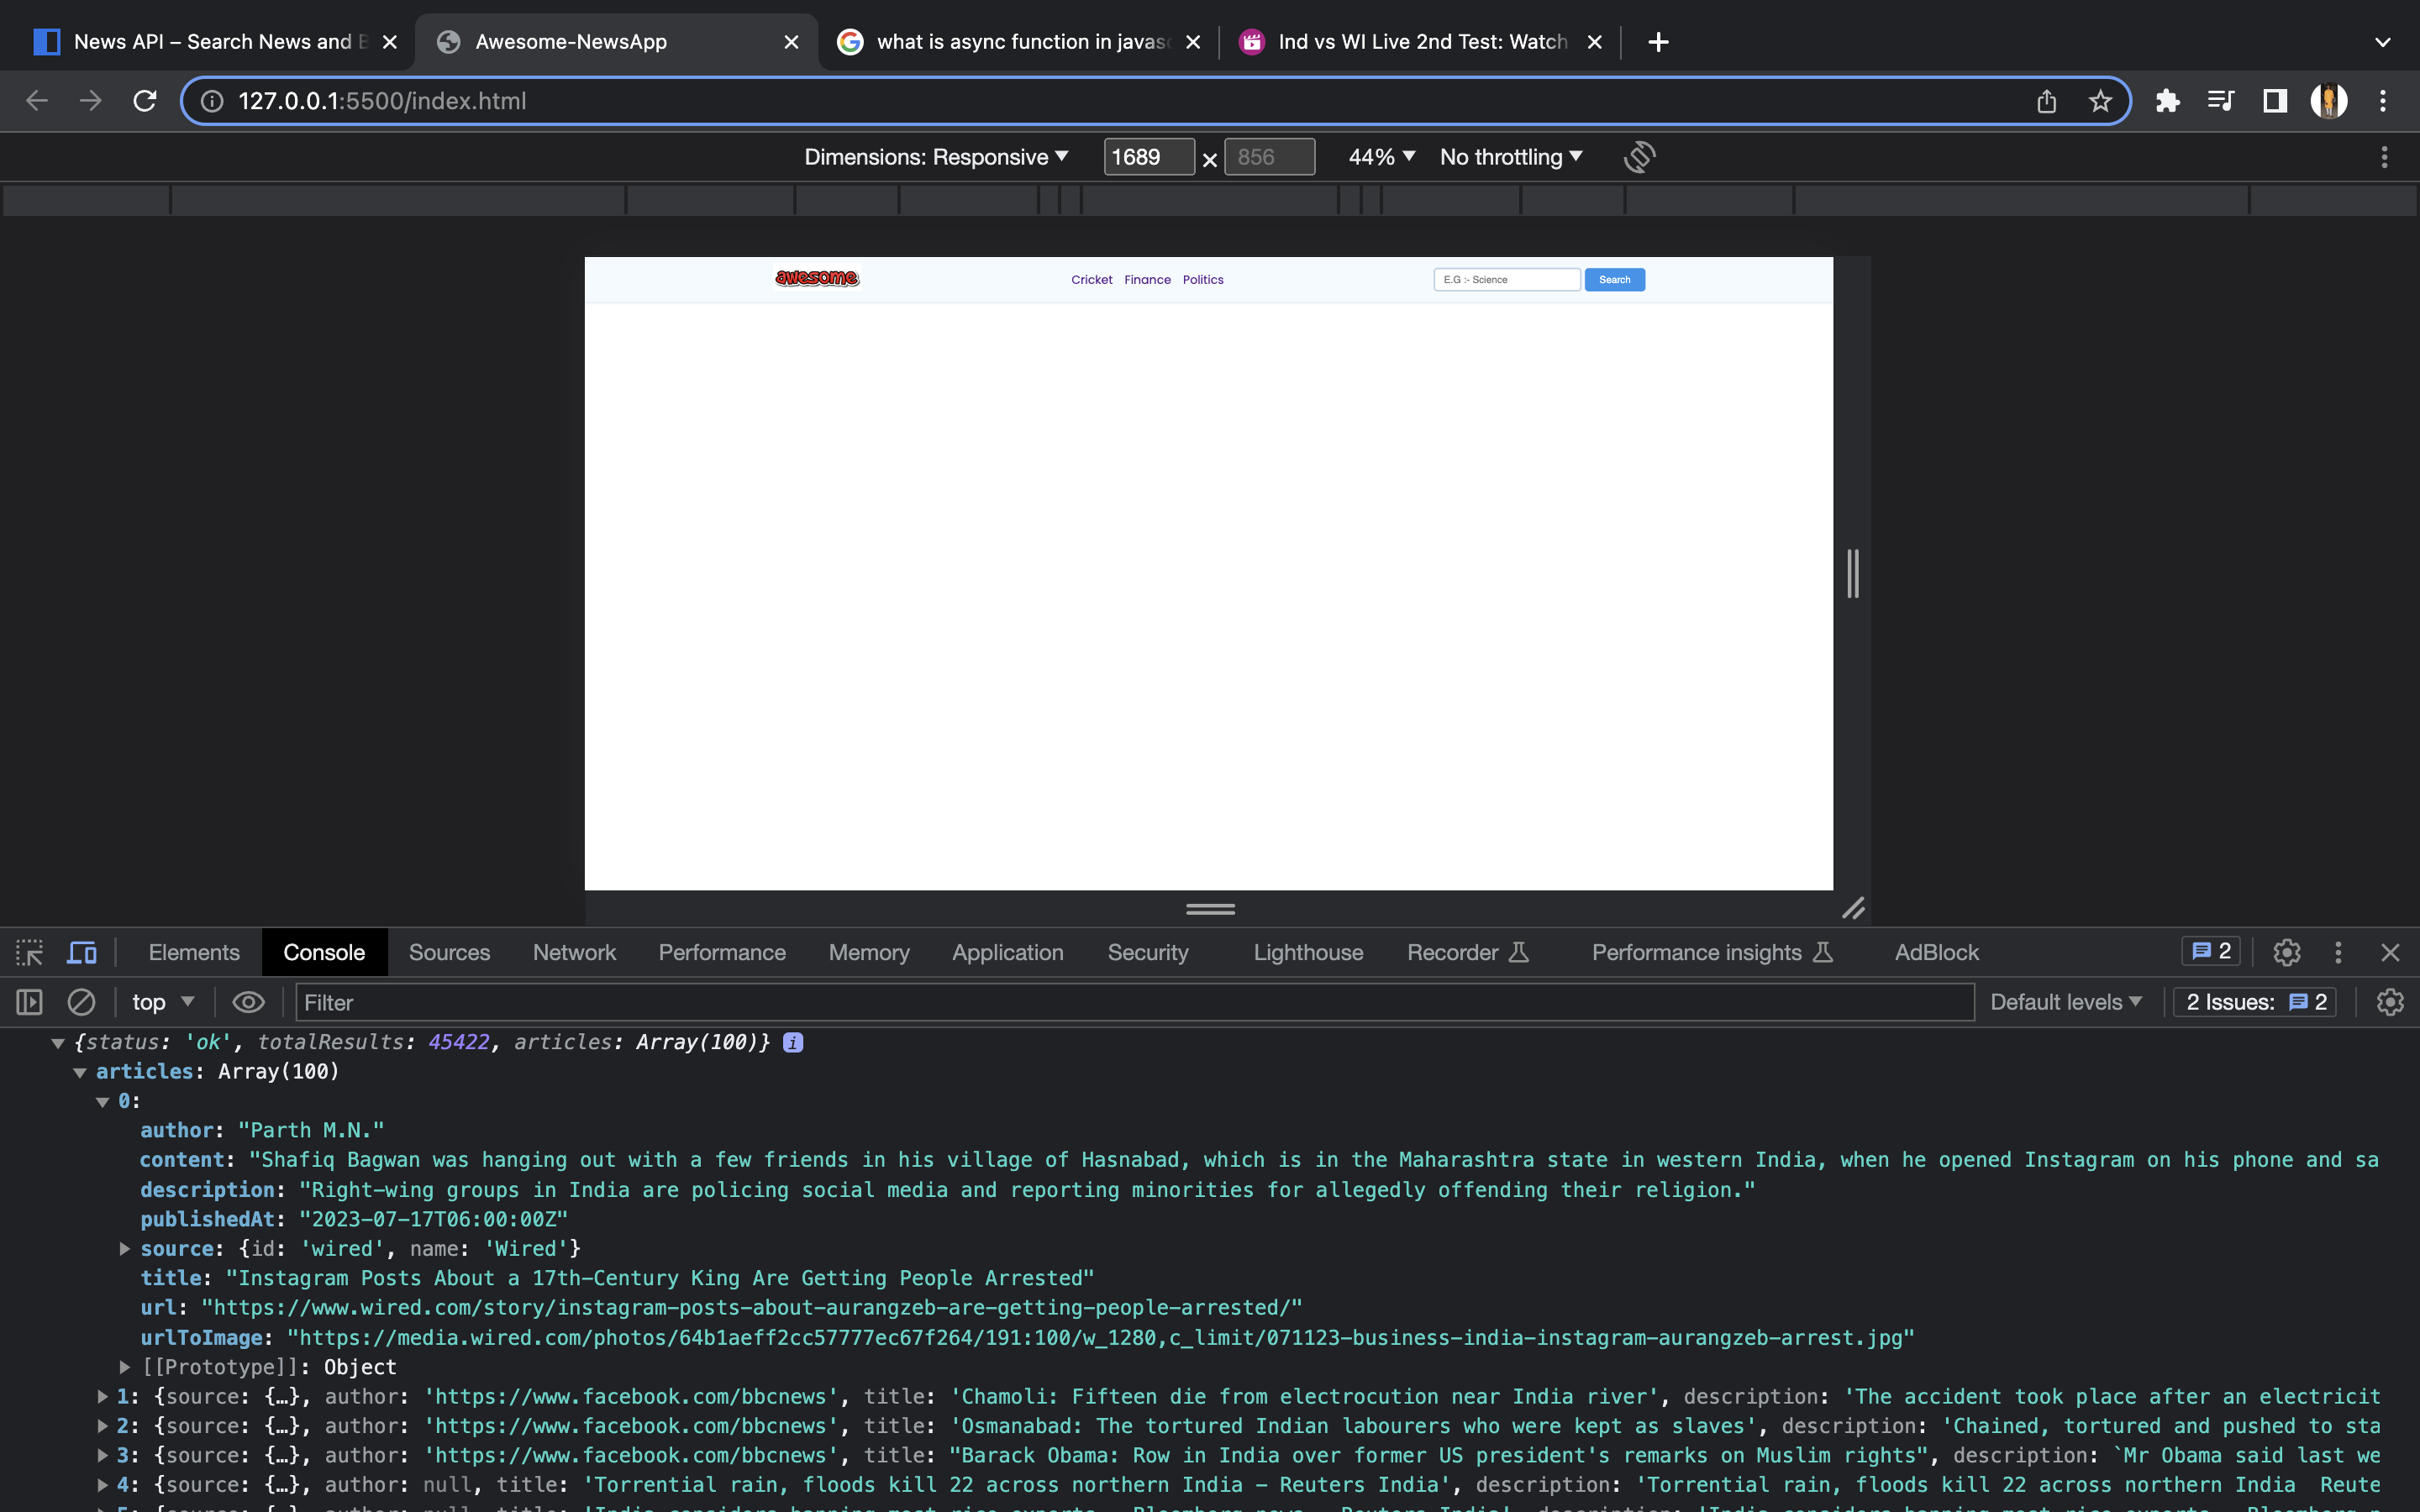 News API – Search News and B
Awesome-NewsApp
what is async function in javasc
Ind vs WI Live 2nd Test: Watch
127.0.0.1:5500/index.html
Dimensions: Responsive 1689 × 856 44% No throttling
awesome Cricket Finance Politics E.G :- Science Search
Elements Console Sources Network Performance Memory Application Security Lighthouse Recorder Performance insights AdBlock 2
top Filter Default levels 2 Issues: 2
{status: 'ok', totalResults: 45422, articles: Array(100)} i
articles: Array(100)
0:
author: "Parth M.N."
content: "Shafiq Bagwan was hanging out with a few friends in his village of Hasnabad, which is in the Maharashtra state in western India, when he opened Instagram on his phone and sa
description: "Right-wing groups in India are policing social media and reporting minorities for allegedly offending their religion."
publishedAt: "2023-07-17T06:00:00Z"
source: {id: 'wired', name: 'Wired'}
title: "Instagram Posts About a 17th-Century King Are Getting People Arrested"
url: "https://www.wired.com/story/instagram-posts-about-aurangzeb-are-getting-people-arrested/"
urlToImage: "https://media.wired.com/photos/64b1aeff2cc57777ec67f264/191:100/w_1280,c_limit/071123-business-india-instagram-aurangzeb-arrest.jpg"
[[Prototype]]: Object
1: {source: {…}, author: 'https://www.facebook.com/bbcnews', title: 'Chamoli: Fifteen die from electrocution near India river', description: 'The accident took place after an electricit
2: {source: {…}, author: 'https://www.facebook.com/bbcnews', title: 'Osmanabad: The tortured Indian labourers who were kept as slaves', description: 'Chained, tortured and pushed to sta
3: {source: {…}, author: 'https://www.facebook.com/bbcnews', title: "Barack Obama: Row in India over former US president's remarks on Muslim rights", description: `Mr Obama said last we
4: {source: {…}, author: null, title: 'Torrential rain, floods kill 22 across northern India - Reuters India', description: 'Torrential rain, floods kill 22 across northern India  Reute